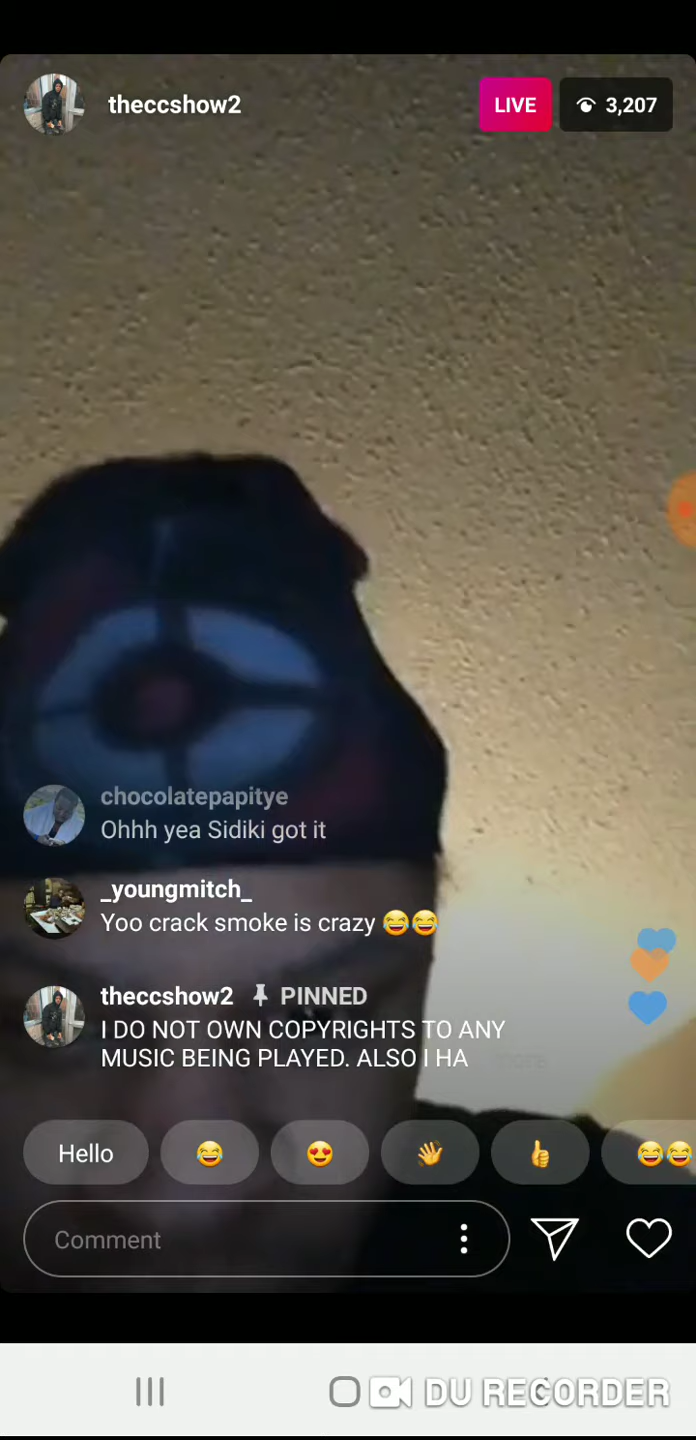 theccshow2
LIVE
3,207
chocolatepapitye
Ohhh yea Sidiki got it
_youngmitch_
Yoo crack smoke is crazy 😂😂
theccshow2 PINNED
I DO NOT OWN COPYRIGHTS TO ANY
MUSIC BEING PLAYED. ALSO I HA
Hello
Comment
DU RECORDER